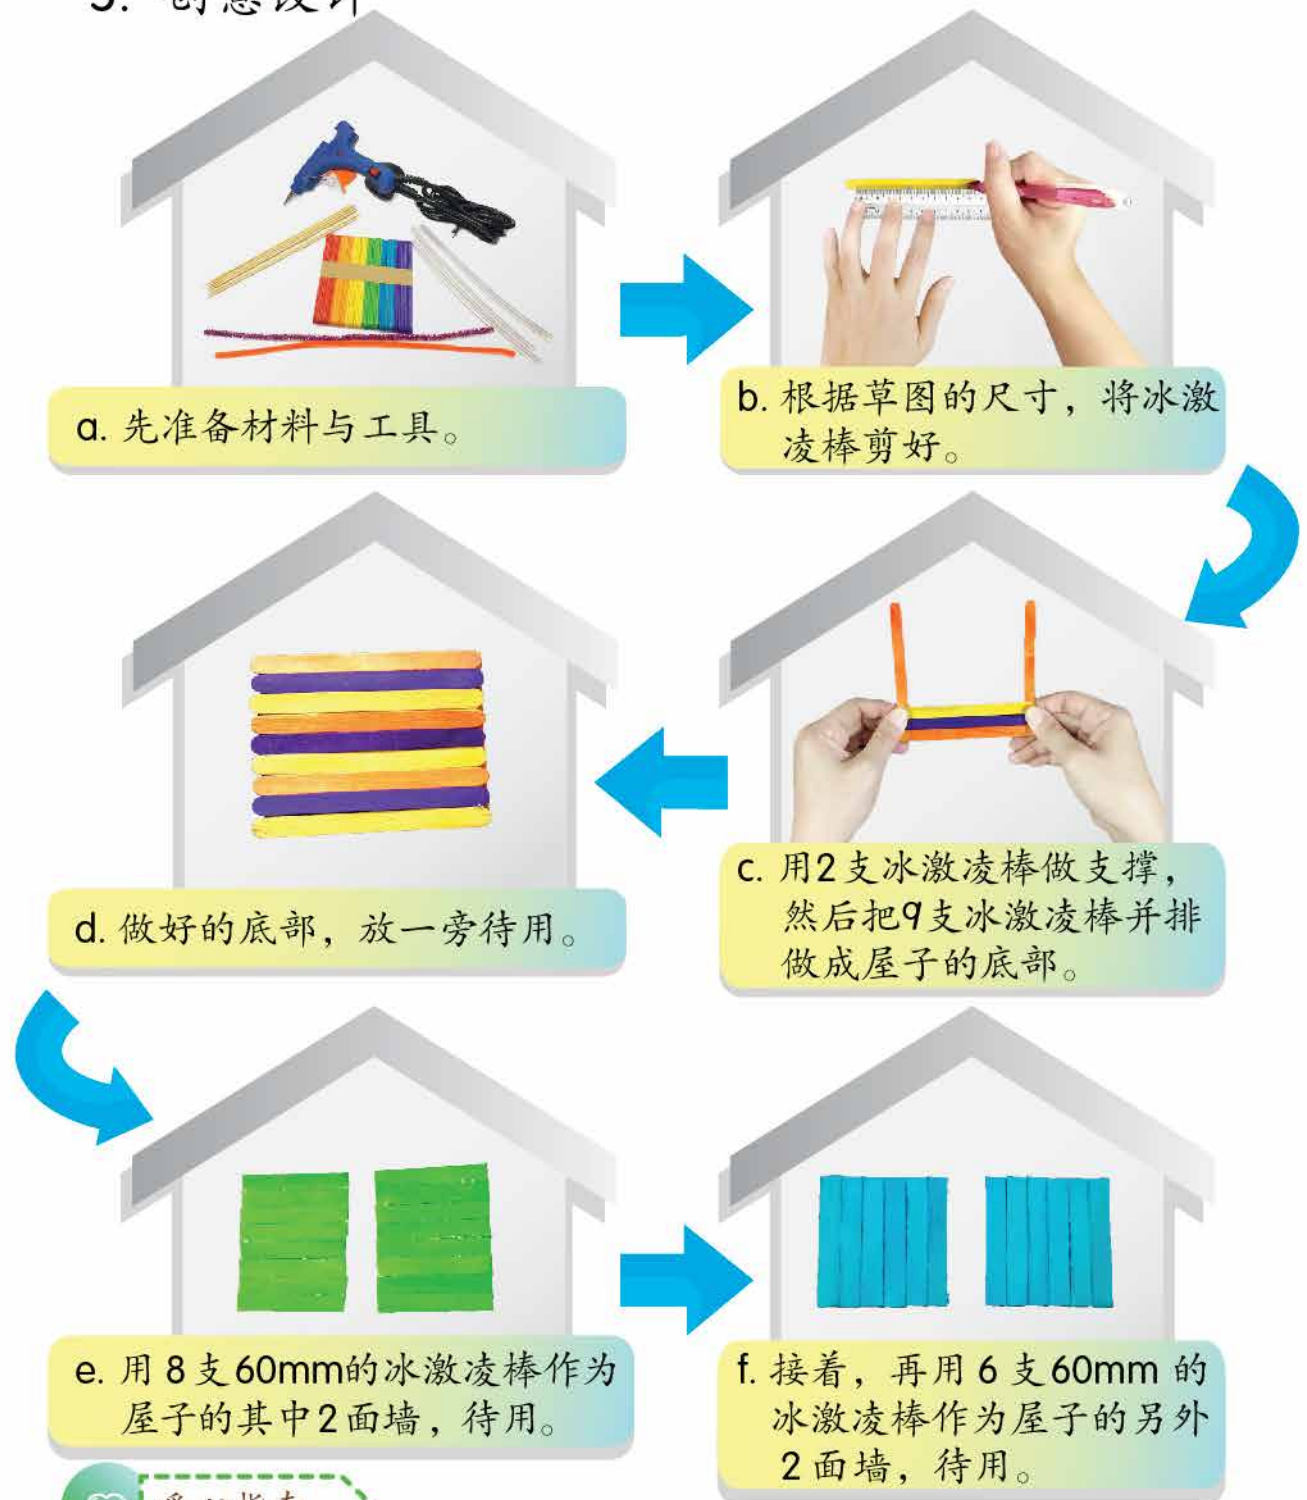 5. 创意设计
a. 先准备材料与工具。
b. 根据草图的尺寸，将冰激
凌棒剪好。
c. 用2支冰激凌棒做支撑，
然后把9支冰激凌棒并排
做成屋子的底部。
d. 做好的底部，放一旁待用。
e. 用8支60mm的冰激凌棒作为
屋子的其中2面墙，待用。
f. 接着，再用6支60mm的
冰激凌棒作为屋子的另外
2面墙，待用。